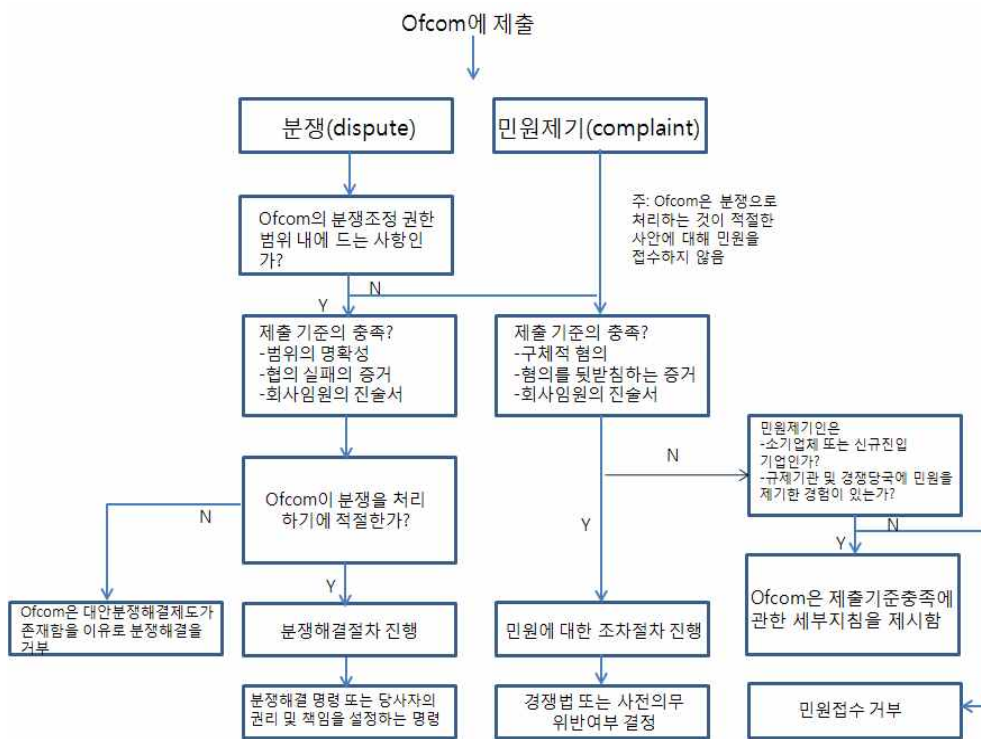 Ofcom에 제출
분쟁(dispute)
민원제기(complaint)
주: Ofcom은 분쟁으로
처리하는 것이 적절한
사안에 대해 민원을
접수하지 않음
Ofcom의 분쟁조정 권한
범위 내에 드는 사항인
가?
N
Y
제출 기준의 충족?
-범위의 명확성
-협의 실패의 증거
-회사임원의 진술서
제출 기준의 충족?
-구체적 혐의
-혐의를 뒷받침하는 증거
-회사임원의 진술서
민원제기인은
-소기업체 또는 신규진입
기업인가?
-규제기관 및 경쟁당국에 민원을
제기한 경험이 있는가?
N
Ofcom이 분쟁을 처리
하기에 적절한가?
N
Y
Y
Y
N
Ofcom은 대안분쟁해결제도가
존재함을 이유로 분쟁해결을
거부
분쟁해결절차 진행
민원에 대한 조차절차 진행
Ofcom은 제출기준충족에
관한 세부지침을 제시함
분쟁해결 명령 또는 당사자의
권리 및 책임을 설정하는 명령
경쟁법 또는 사전의무
위반여부 결정
민원접수 거부